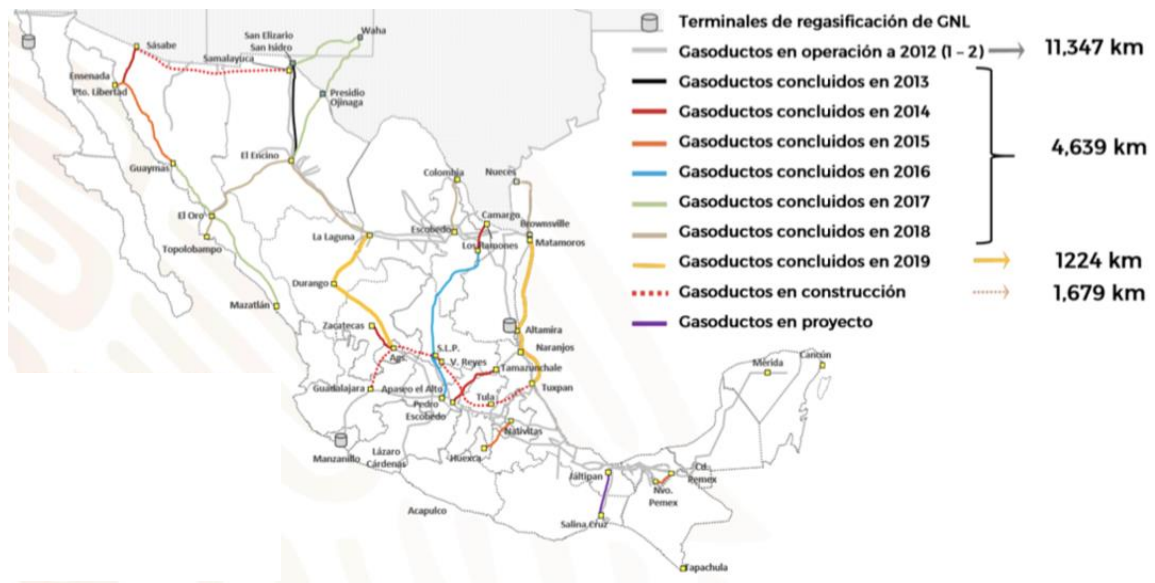 San Elizario
San Isidro
Waha
Sásabe
Samalayuca
Ensenada
Pto. Libertad
Presidio
Ojinaga
El Encino
Guaymas
Colombia
Nueces
El Oro
Camargo
Brownsville
Escobedo
La Laguna
Los Ramones
Matamoros
Topolobampo
Durango
Mazatlán
Zacatecas
Altamira
Ags.
S.L.P.
Naranjos
V. Reyes
Tamazunchale
Guadalajara
Apaseo el Alto
Tula
Tuxpan
Pedro
Escobedo
Nativitas
Manzanillo
Lázaro
Cárdenas
Huexca
Acapulco
Jáltipan
Cd.
Pemex
Nvo.
Pemex
Salina Cruz
Tapachula
Mérida
Cancún
Terminales de regasificación de GNL
Gasoductos en operación a 2012 (1 – 2) 11,347 km
Gasoductos concluidos en 2013
Gasoductos concluidos en 2014
Gasoductos concluidos en 2015
4,639 km
Gasoductos concluidos en 2016
Gasoductos concluidos en 2017
Gasoductos concluidos en 2018
Gasoductos concluidos en 2019 1224 km
Gasoductos en construcción 1,679 km
Gasoductos en proyecto